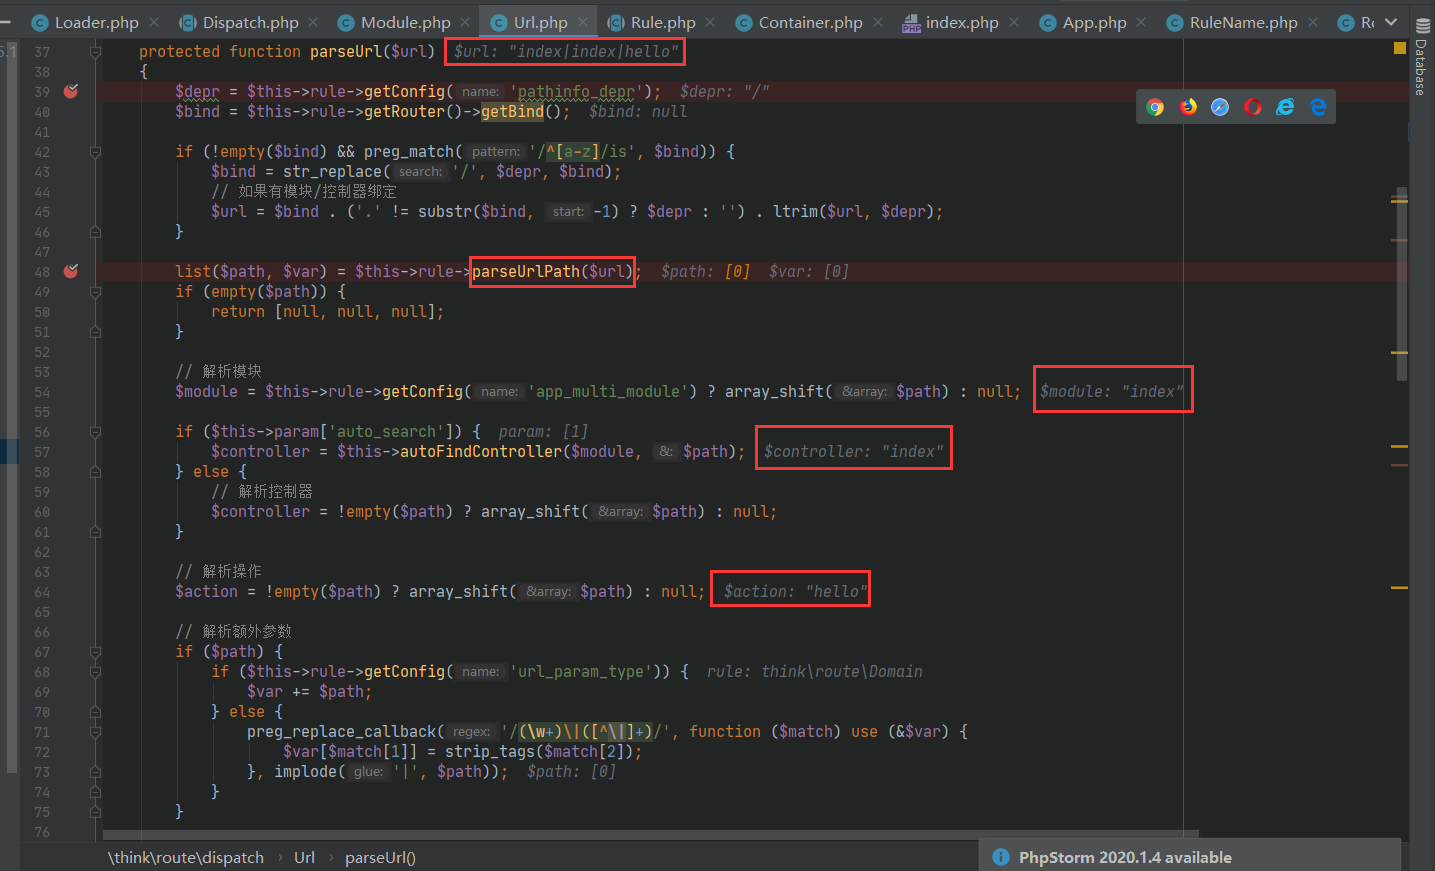 Loader.php × Dispatch.php × Module.php × Url.php × Rule.php × Container.php × index.php × App.php × RuleName.php × Ro
5.1
Database
37 protected function parseUrl($url) $url: "index|index|hello"
38 {
39 $depr = $this->rule->getConfig( name: 'pathinfo_depr'); $depr: "/"
40 $bind = $this->rule->getRouter()->getBind(); $bind: null
41
42 if (!empty($bind) && preg_match( pattern: '/^[a-z]/is', $bind)) {
43 $bind = str_replace( search: '/', $depr, $bind);
44 // 如果有模块/控制器绑定
45 $url = $bind . ('.' != substr($bind, start: -1) ? $depr : '') . ltrim($url, $depr);
46 }
47
48 list($path, $var) = $this->rule->parseUrlPath($url); $path: [0] $var: [0]
49 if (empty($path)) {
50 return [null, null, null];
51 }
52
53 // 解析模块
54 $module = $this->rule->getConfig( name: 'app_multi_module') ? array_shift( &array: $path) : null; $module: "index"
55
56 if ($this->param['auto_search']) { param: [1]
57 $controller = $this->autoFindController($module, &: $path); $controller: "index"
58 } else {
59 // 解析控制器
60 $controller = !empty($path) ? array_shift( &array: $path) : null;
61 }
62
63 // 解析操作
64 $action = !empty($path) ? array_shift( &array: $path) : null; $action: "hello"
65
66 // 解析额外参数
67 if ($path) {
68 if ($this->rule->getConfig( name: 'url_param_type')) { rule: think\route\Domain
69 $var += $path;
70 } else {
71 preg_replace_callback( regex: '/(\w+)\|([^\|]+)/', function ($match) use (&$var) {
72 $var[$match[1]] = strip_tags($match[2]);
73 }, implode( glue: '|', $path)); $path: [0]
74 }
75 }
76
\think\route\dispatch › Url › parseUrl()
PhpStorm 2020.1.4 available